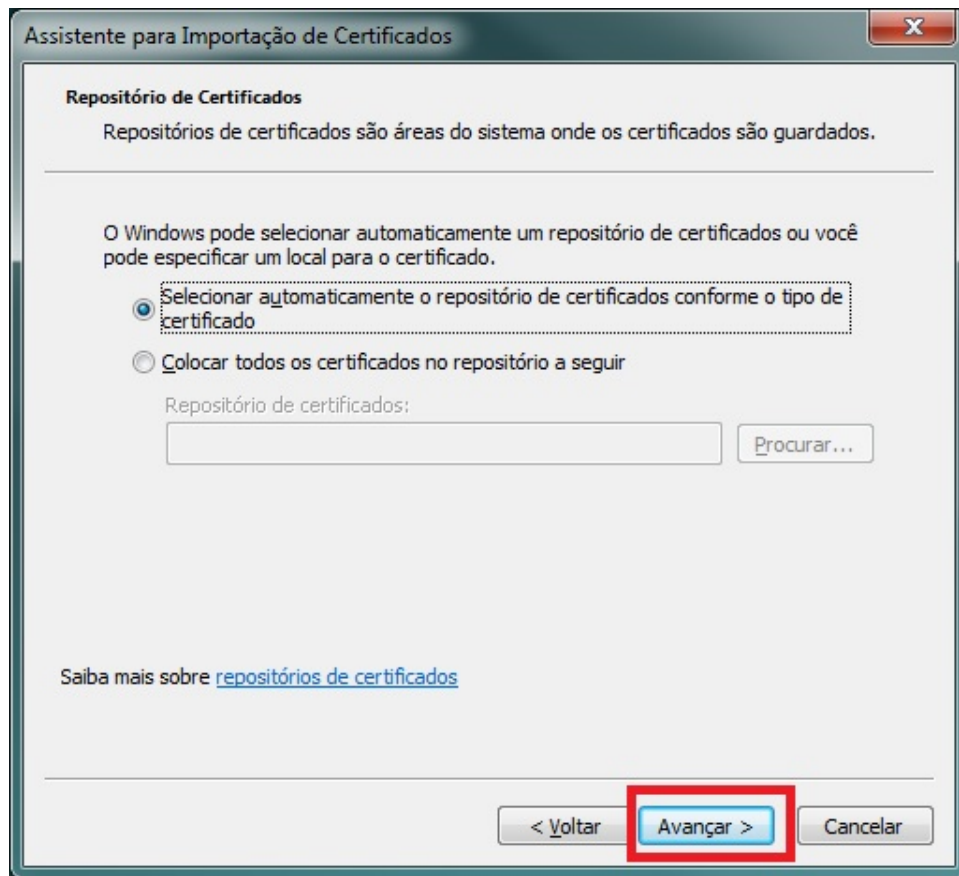 Assistente para Importação de Certificados
Repositório de Certificados
Repositórios de certificados são áreas do sistema onde os certificados são guardados.
O Windows pode selecionar automaticamente um repositório de certificados ou você
pode especificar um local para o certificado.
Selecionar automaticamente o repositório de certificados conforme o tipo de
certificado
Colocar todos os certificados no repositório a seguir
Repositório de certificados:
Procurar...
Saiba mais sobre repositórios de certificados
< Voltar
Avançar >
Cancelar